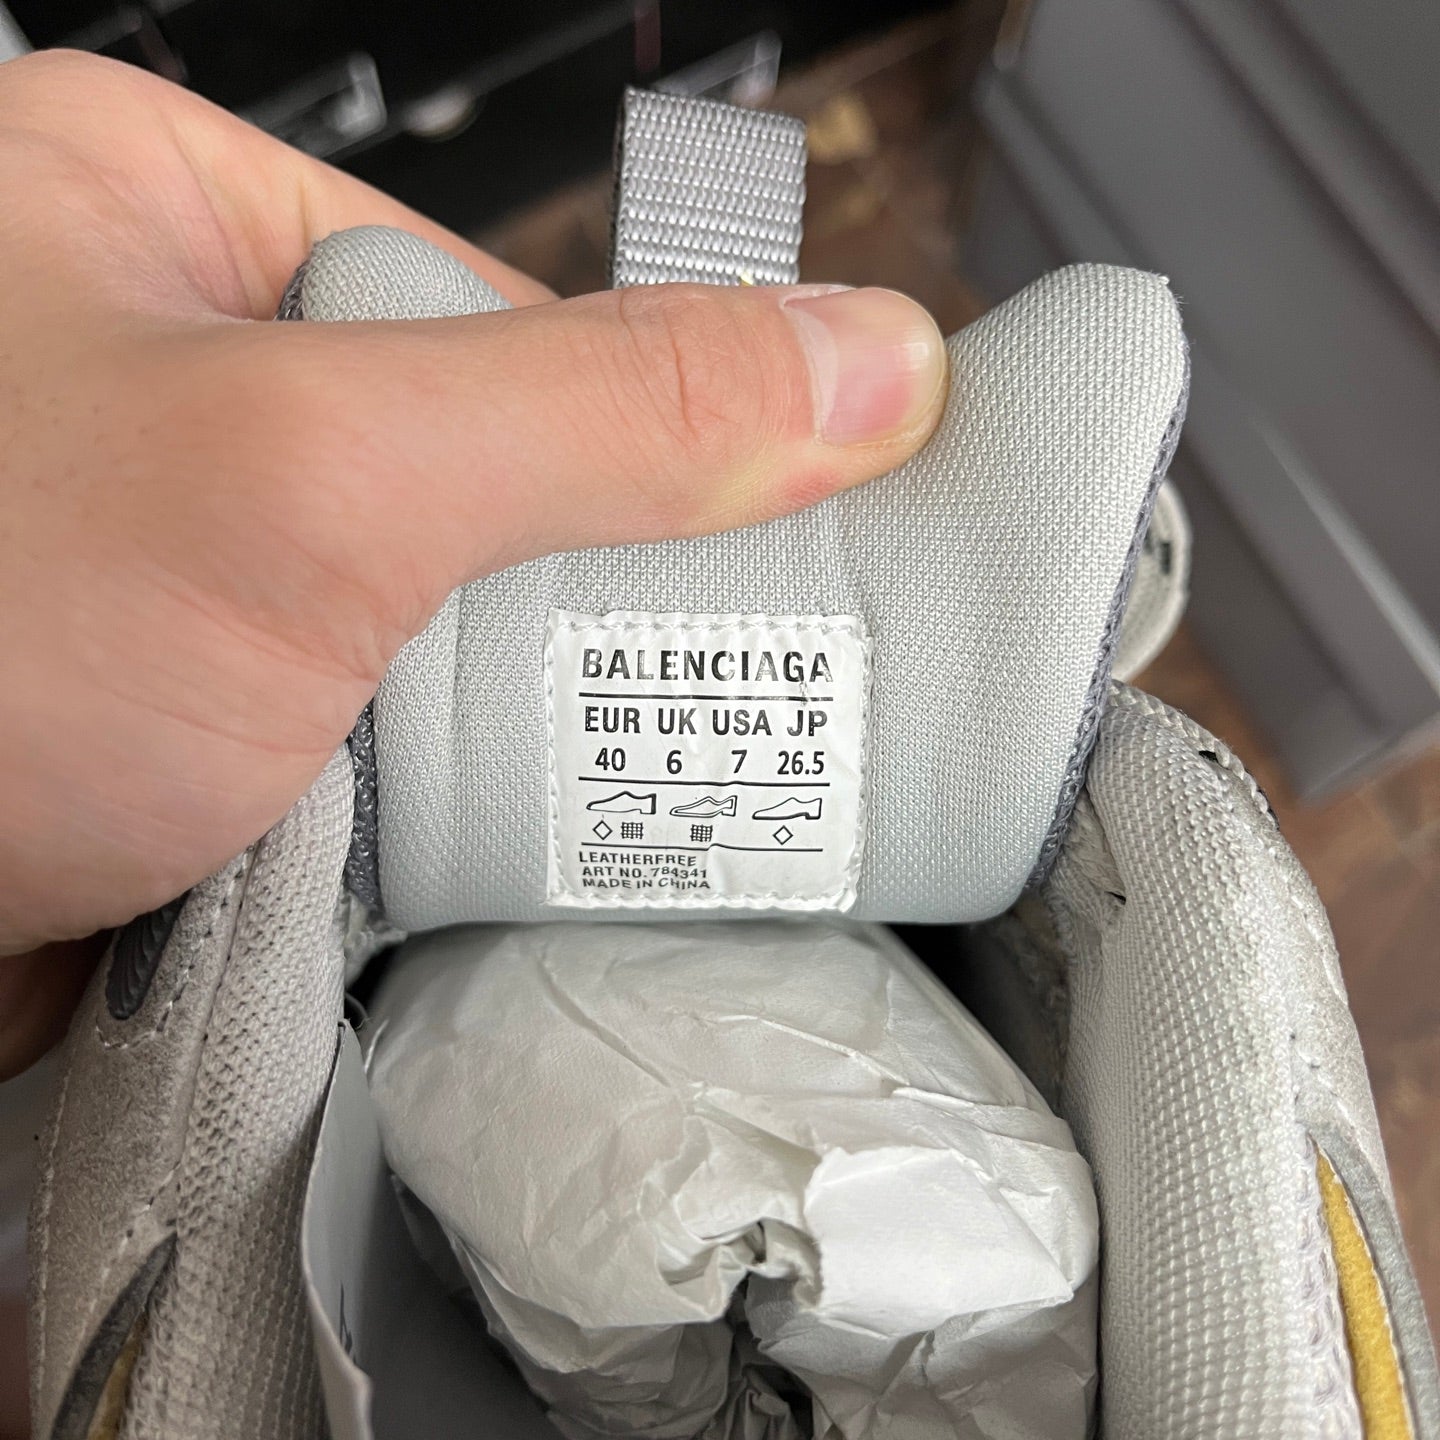 BALENCIAGA
EUR UK USA JP
40 6 7 26.5
LEATHERFREE
ART NO. 784341
MADE IN CHINA